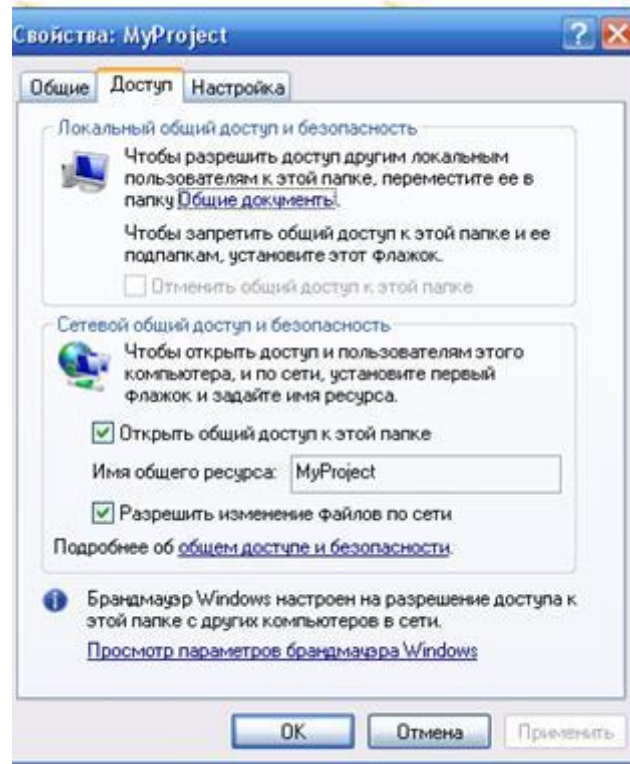 Свойства: MyProject
Общие Доступ Настройка
Локальный общий доступ и безопасность
Чтобы разрешить доступ другим локальным
пользователям к этой папке, переместите ее в
папку Общие документы.
Чтобы запретить общий доступ к этой папке и ее
подпапкам, установите этот флажок.
Отменить общий доступ к этой папке
Сетевой общий доступ и безопасность
Чтобы открыть доступ и пользователям этого
компьютера, и по сети, установите первый
флажок и задайте имя ресурса.
Открыть общий доступ к этой папке
Имя общего ресурса: MyProject
Разрешить изменение файлов по сети
Подробнее об общем доступе и безопасности.
Брандмауэр Windows настроен на разрешение доступа к
этой папке с других компьютеров в сети.
Просмотр параметров брандмауэра Windows
OK Отмена Применить